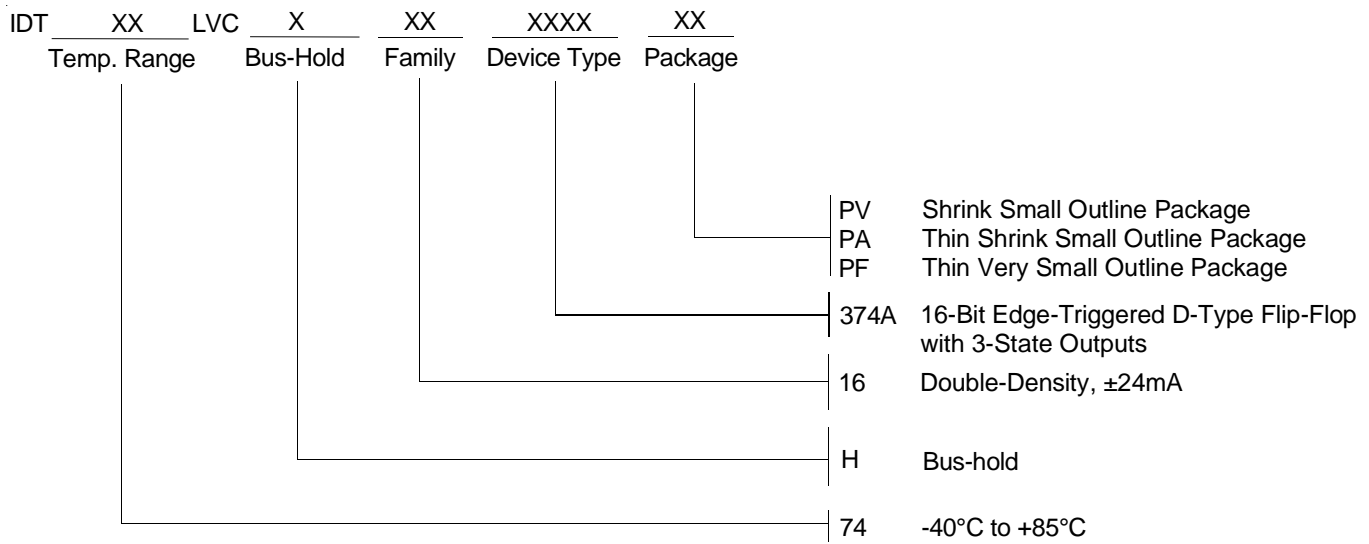 IDT XX LVC X XX XXXX XX
Temp. Range Bus-Hold Family Device Type Package
PV Shrink Small Outline Package
PA Thin Shrink Small Outline Package
PF Thin Very Small Outline Package
374A 16-Bit Edge-Triggered D-Type Flip-Flop
with 3-State Outputs
16 Double-Density, ±24mA
H Bus-hold
74 -40°C to +85°C